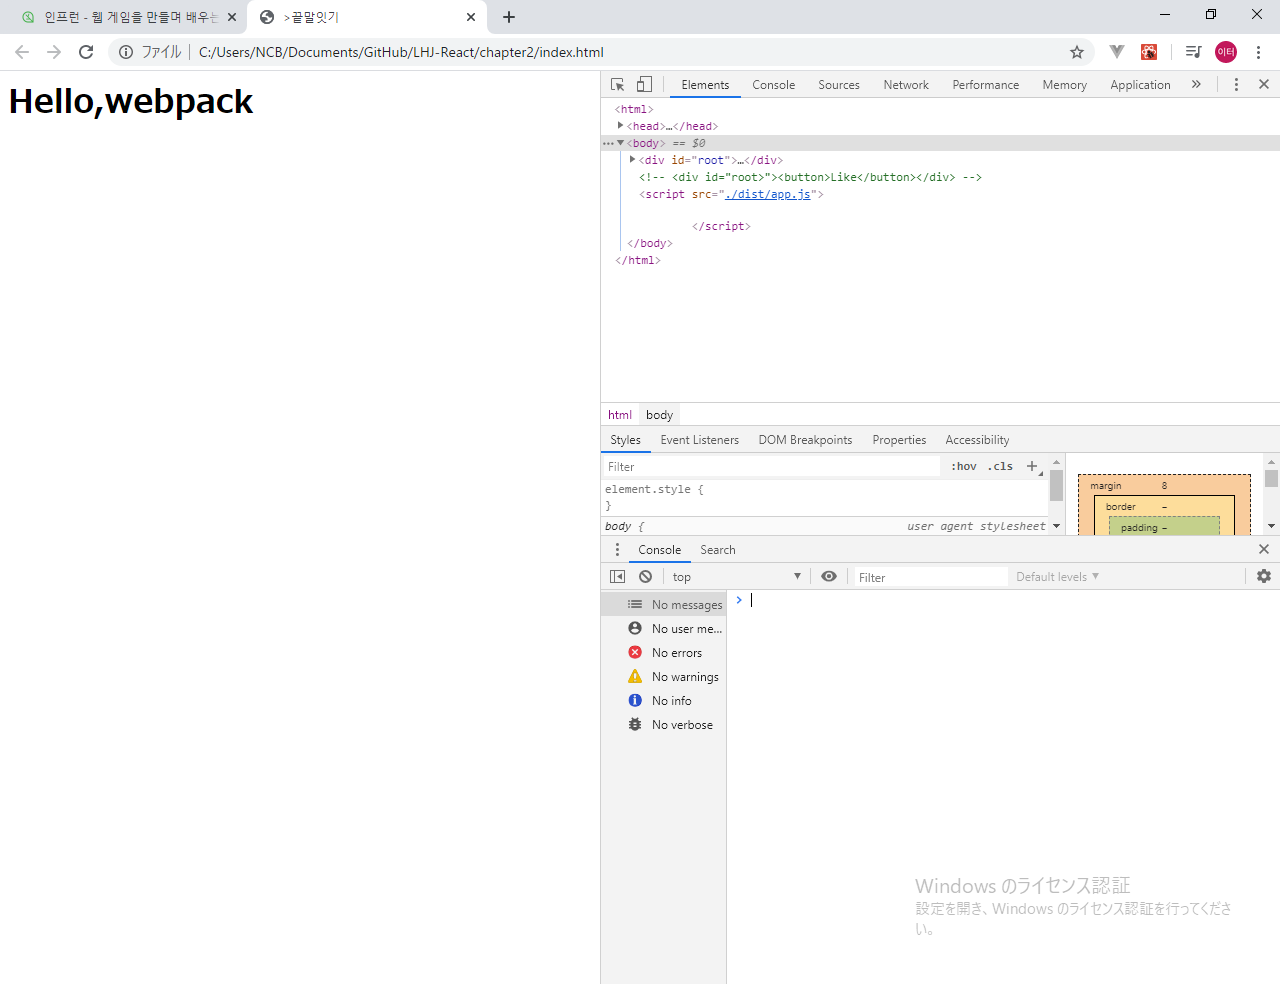 인프런 - 웹 게임을 만들며 배우는
>끝말잇기
ファイル
C:/Users/NCB/Documents/GitHub/LHJ-React/chapter2/index.html
이터
Hello,webpack
Elements Console Sources Network Performance Memory Application »
<html>
<head>…</head>
<body> == $0
<div id="root">…</div>
<!-- <div id="root>"><button>Like</button></div> -->
<script src="./dist/app.js">
</script>
</body>
</html>
html body
Styles Event Listeners DOM Breakpoints Properties Accessibility
Filter :hov .cls +
element.style {
}
body { user agent stylesheet
margin 8
border –
padding –
Console Search
top Filter Default levels
No messages
No user me...
No errors
No warnings
No info
No verbose
Windows のライセンス認証
設定を開き、Windows のライセンス認証を行ってくださ
い。